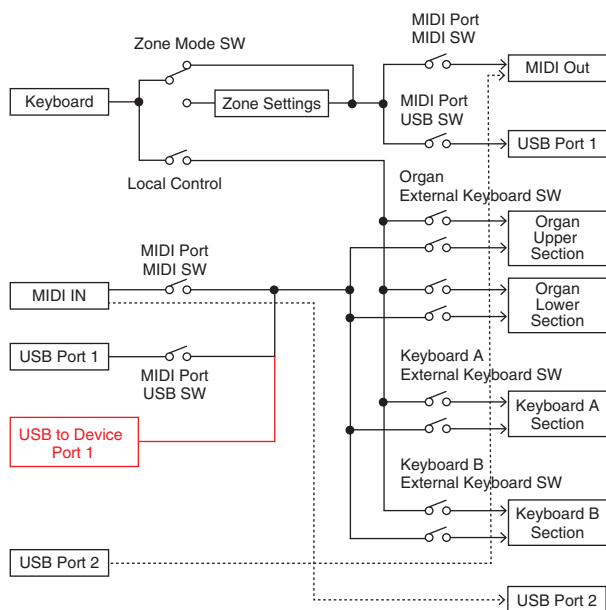 MIDI Port
MIDI SW
Zone Mode SW
MIDI Out
Keyboard
Zone Settings
MIDI Port
USB SW
USB Port 1
Local Control
Organ
External Keyboard SW
Organ
Upper
Section
MIDI Port
MIDI SW
MIDI IN
Organ
Lower
Section
USB Port 1
MIDI Port
USB SW
Keyboard A
External Keyboard SW
Keyboard A
Section
USB to Device
Port 1
Keyboard B
External Keyboard SW
Keyboard B
Section
USB Port 2
USB Port 2